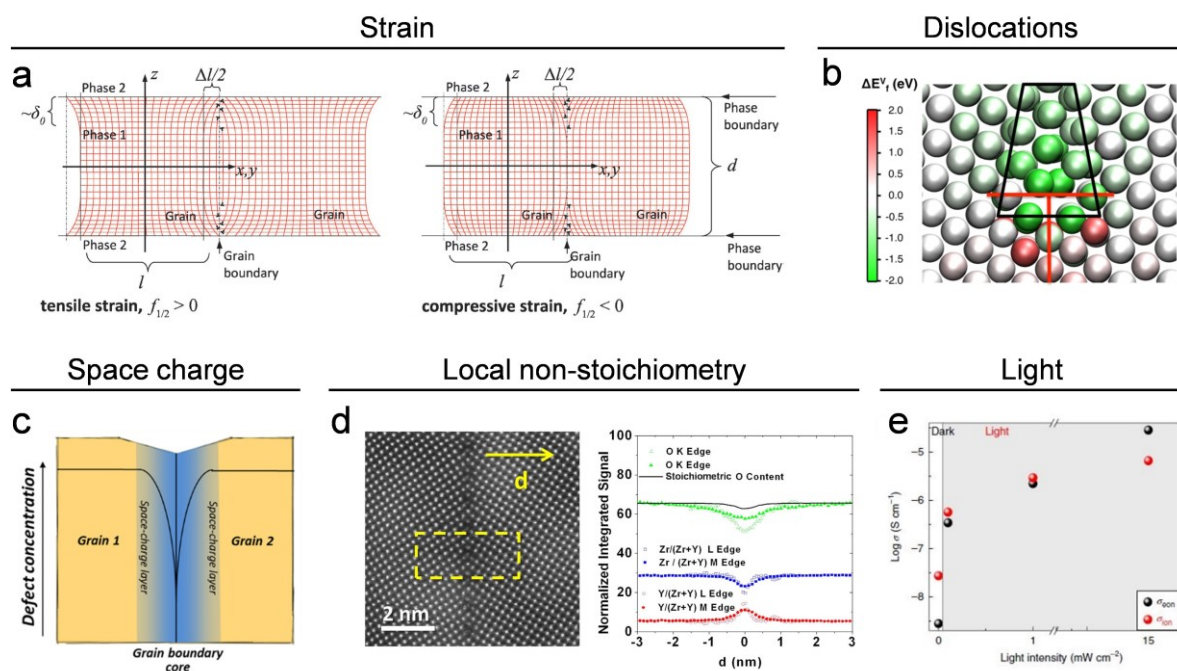 Strain
Dislocations
a
z
Δl/2
Phase 2
~δ₀
Phase 1
x,y
Grain
Grain
Phase 2
Grain
boundary
l
tensile strain, f₁/₂ > 0
z
Δl/2
Phase 2
~δ₀
Phase 1
Phase
boundary
x,y
d
Grain
Grain
Phase 2
Grain
boundary
Phase
boundary
l
compressive strain, f₁/₂ < 0
b
ΔEᵛf (eV)
2.0
1.5
1.0
0.5
0.0
-0.5
-1.0
-1.5
-2.0
Space charge
Local non-stoichiometry
Light
c
Defect concentration
Grain 1
Space-charge layer
Space-charge layer
Grain 2
Grain boundary
core
d
d
2 nm
Normalized Integrated Signal
100
80
60
40
20
0
O K Edge
O K Edge
Stoichiometric O Content
Zr/(Zr+Y) L Edge
Zr / (Zr+Y) M Edge
Y/(Zr+Y) L Edge
Y/(Zr+Y) M Edge
-3 -2 -1 0 1 2 3
d (nm)
e
Dark
Light
Log σ (S cm⁻¹)
-5
-6
-7
-8
σeon
σion
0 1 15
Light intensity (mW cm⁻²)